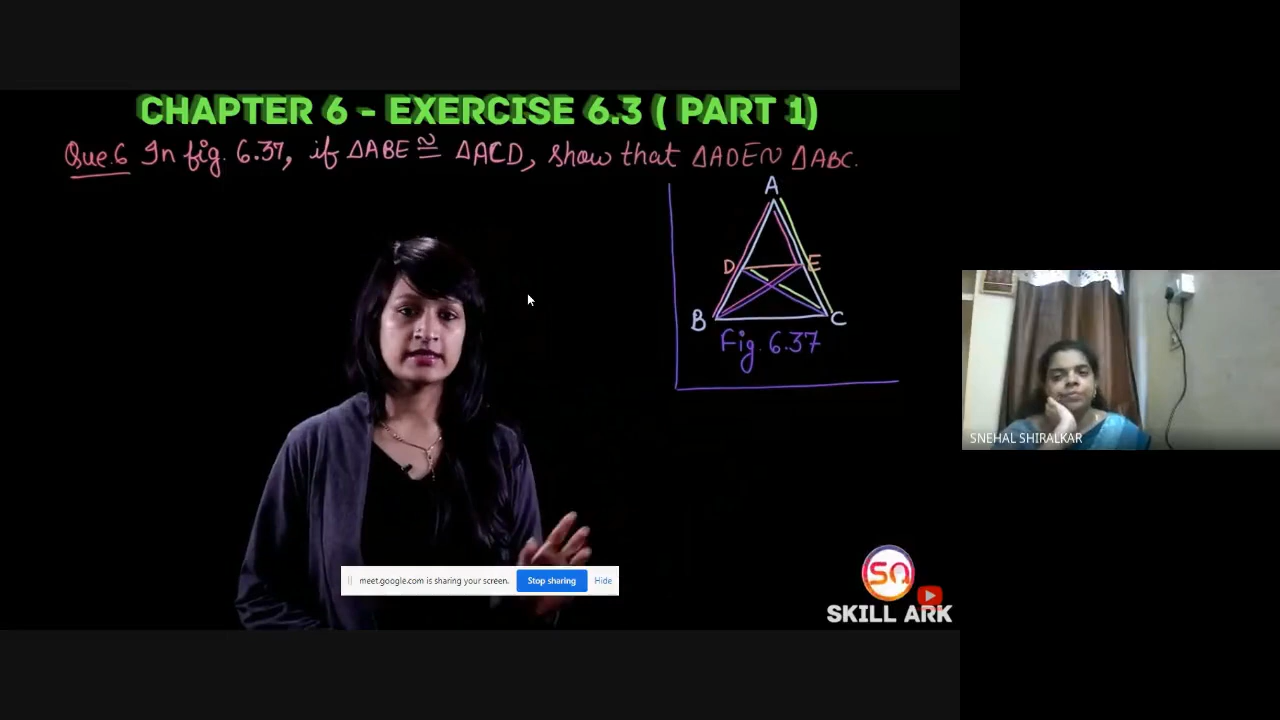 CHAPTER 6 - EXERCISE 6.3 ( PART 1)
Que.6 In fig. 6.37, if ΔABE ≅ ΔACD, show that ΔADE ~ ΔABC.
A
D E
B C
Fig. 6.37
SNEHAL SHIRALKAR
meet.google.com is sharing your screen. Stop sharing Hide
SA
SKILL ARK